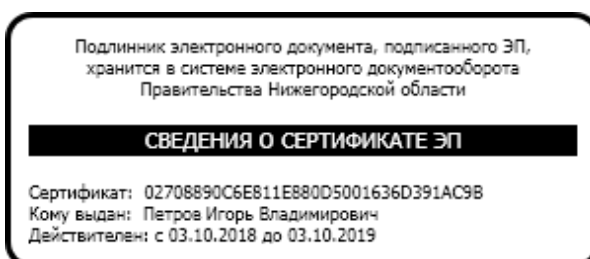 Подлинник электронного документа, подписанного ЭП,
хранится в системе электронного документооборота
Правительства Нижегородской области
СВЕДЕНИЯ О СЕРТИФИКАТЕ ЭП
Сертификат: 02708890C6E811E880D5001636D391AC9B
Кому выдан: Петров Игорь Владимирович
Действителен: с 03.10.2018 до 03.10.2019